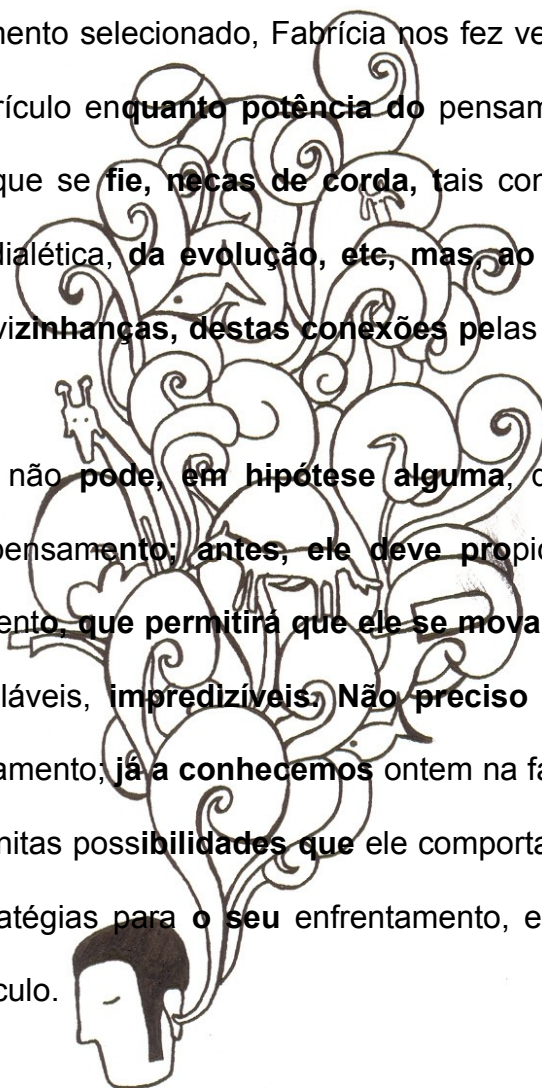 mento selecionado, Fabrícia nos fez ve
rículo enquanto potência do pensam
que se fie, necas de corda, tais con
dialética, da evolução, etc, mas, ao
vizinhanças, destas conexões pelas
não pode, em hipótese alguma, d
pensamento; antes, ele deve propic
ento, que permitirá que ele se mova
láveis, impredizíveis. Não preciso
amento; já a conhecemos ontem na fa
nitas possibilidades que ele comporta
ratégias para o seu enfrentamento, e
culo.